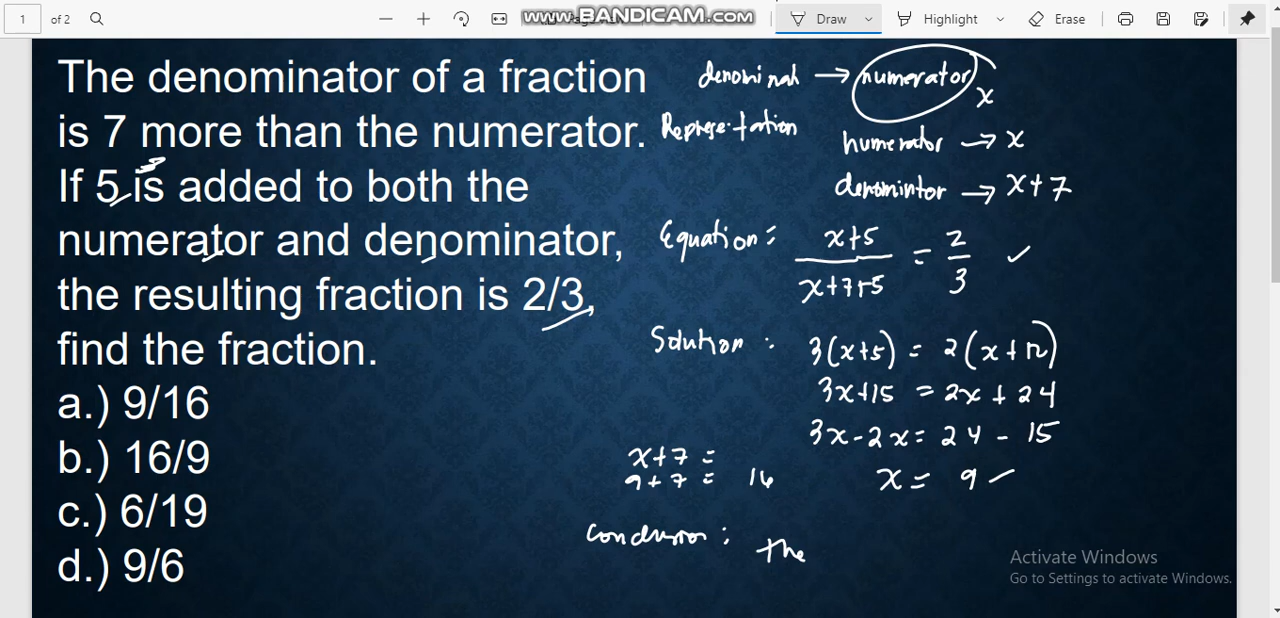 1 of 2 www.BANDICAM.com Draw Highlight Erase
The denominator of a fraction
is 7 more than the numerator.
If 5 is added to both the
numerator and denominator,
the resulting fraction is 2/3,
find the fraction.
a.) 9/16
b.) 16/9
c.) 6/19
d.) 9/6
→ numerator
x
numerator → x
denomintor → x+7
Equation: x+5 / x+7+5 = 2 / 3 ✓
Solution: 3(x+5) = 2(x+12)
3x+15 = 2x + 24
3x-2x = 24 - 15
x = 9
x+7 =
9+7 = 16
the
Activate Windows
Go to Settings to activate Windows.